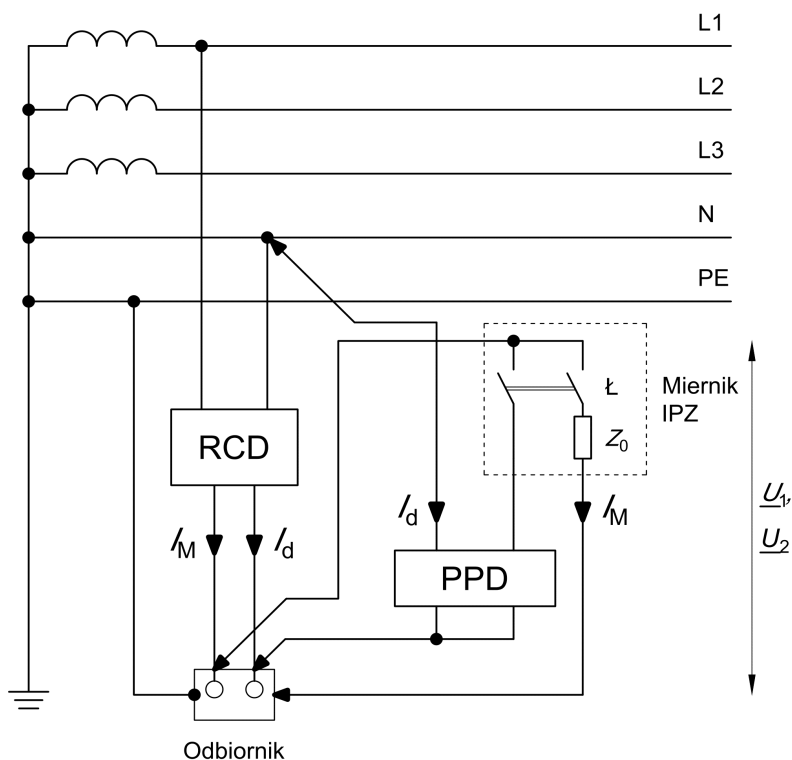 L1
L2
L3
N
PE
Ł
Miernik
IPZ
Z0
RCD
U1,
U2
IM
Id
Id
IM
PPD
Odbiornik